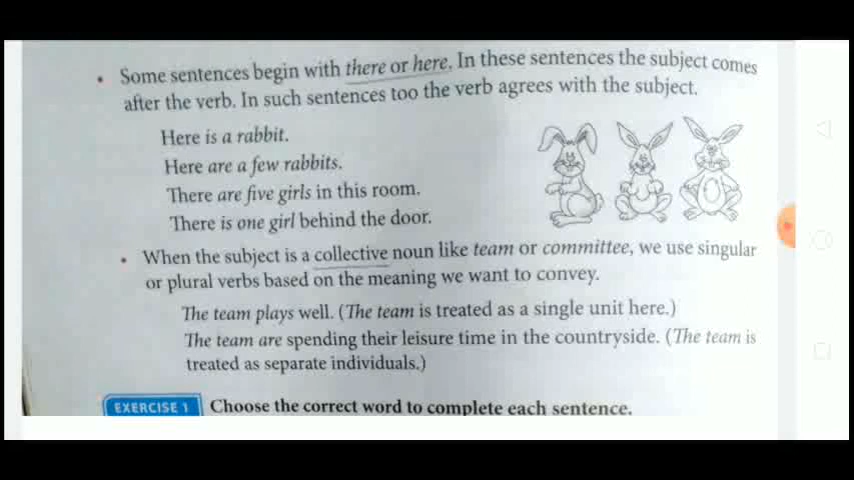 • Some sentences begin with there or here. In these sentences the subject comes
after the verb. In such sentences too the verb agrees with the subject.
Here is a rabbit.
Here are a few rabbits.
There are five girls in this room.
There is one girl behind the door.
• When the subject is a collective noun like team or committee, we use singular
or plural verbs based on the meaning we want to convey.
The team plays well. (The team is treated as a single unit here.)
The team are spending their leisure time in the countryside. (The team is
treated as separate individuals.)
EXERCISE 1 Choose the correct word to complete each sentence.